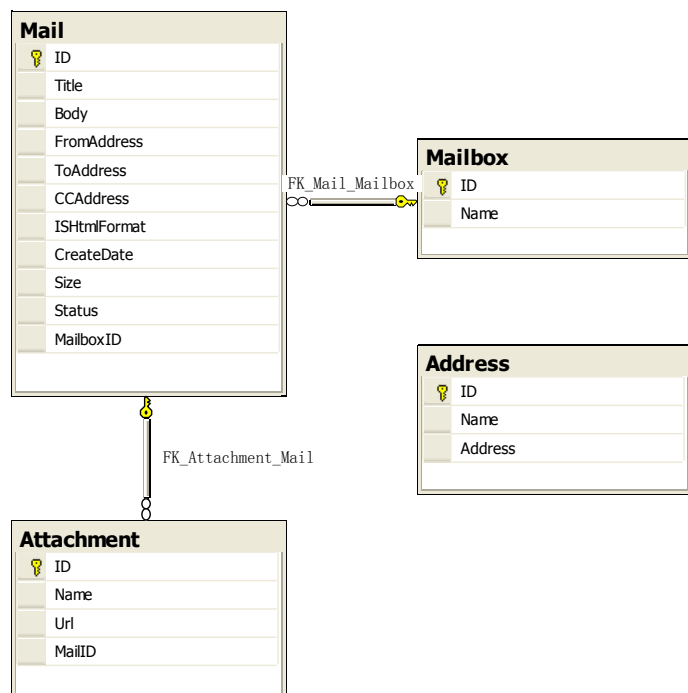 Mail
ID
Title
Body
FromAddress
ToAddress
CCAddress
ISHtmlFormat
CreateDate
Size
Status
MailboxID
FK_Mail_Mailbox
Mailbox
ID
Name
Address
ID
Name
Address
FK_Attachment_Mail
Attachment
ID
Name
Url
MailID